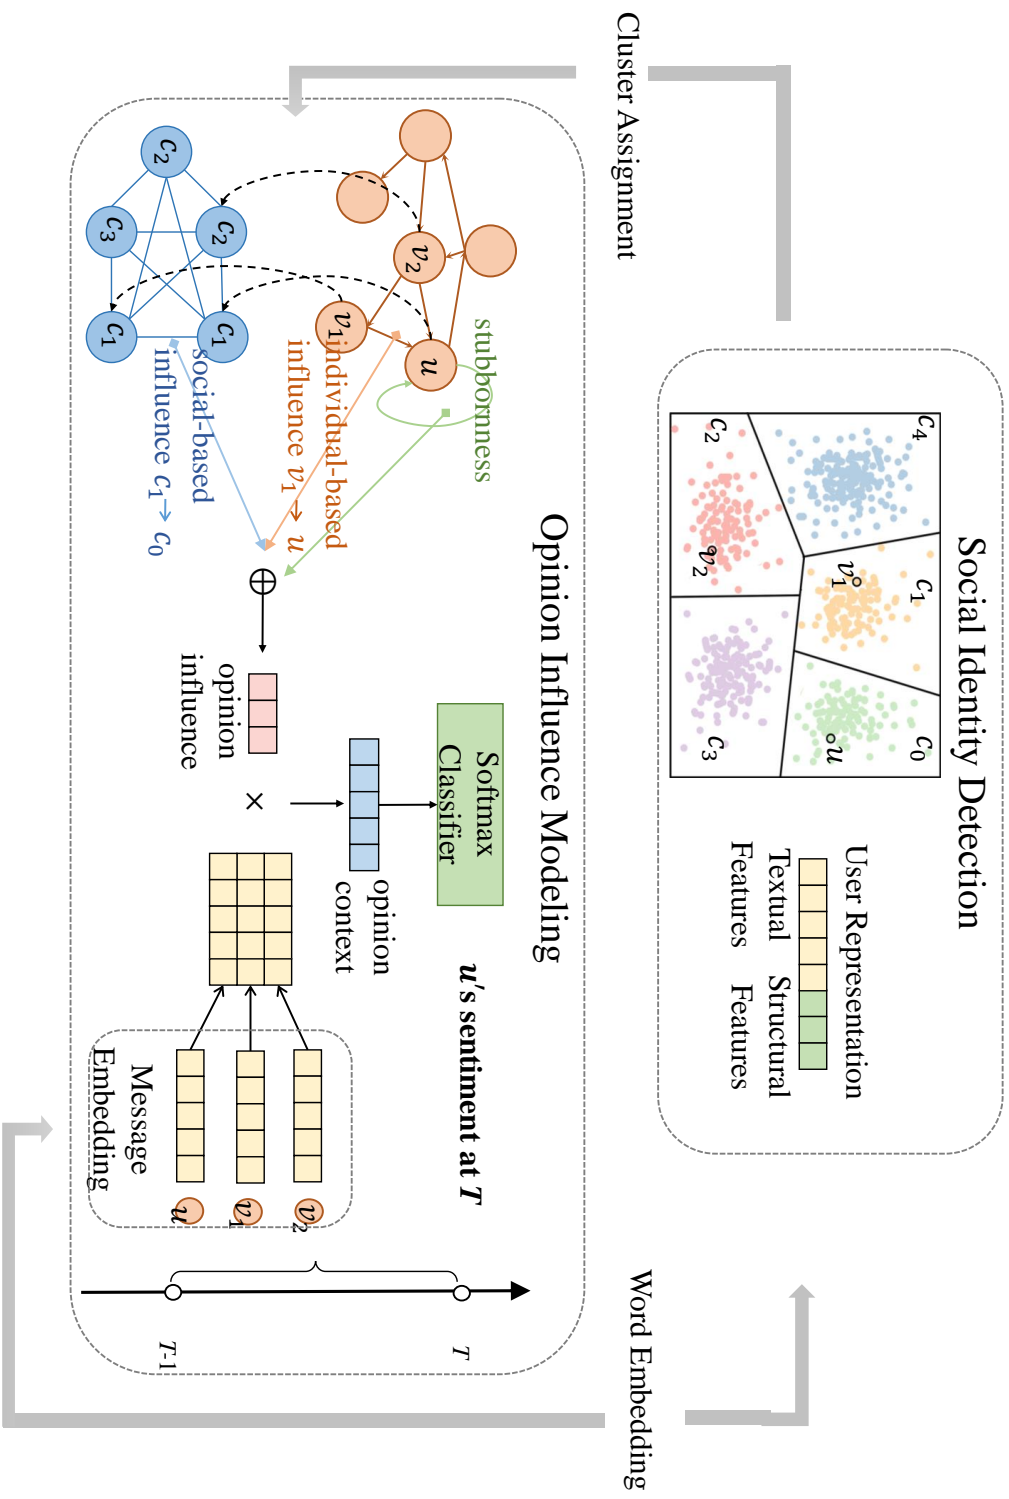 Social Identity Detection
c₄
c₁
c₀
v₁
u
c₂
v₂
c₃
User Representation
Textual Structural
Features Features
Cluster Assignment
Word Embedding
Opinion Influence Modeling
stubbornness
u
v₂
v₁
individual-based
influence v₁ → u
c₂
c₂
c₁
c₃
c₁
social-based
influence c₁ → c₀
⊕
opinion
influence
×
Softmax
Classifier
opinion
context
u's sentiment at T
v₂
v₁
u
Message
Embedding
T
T-1